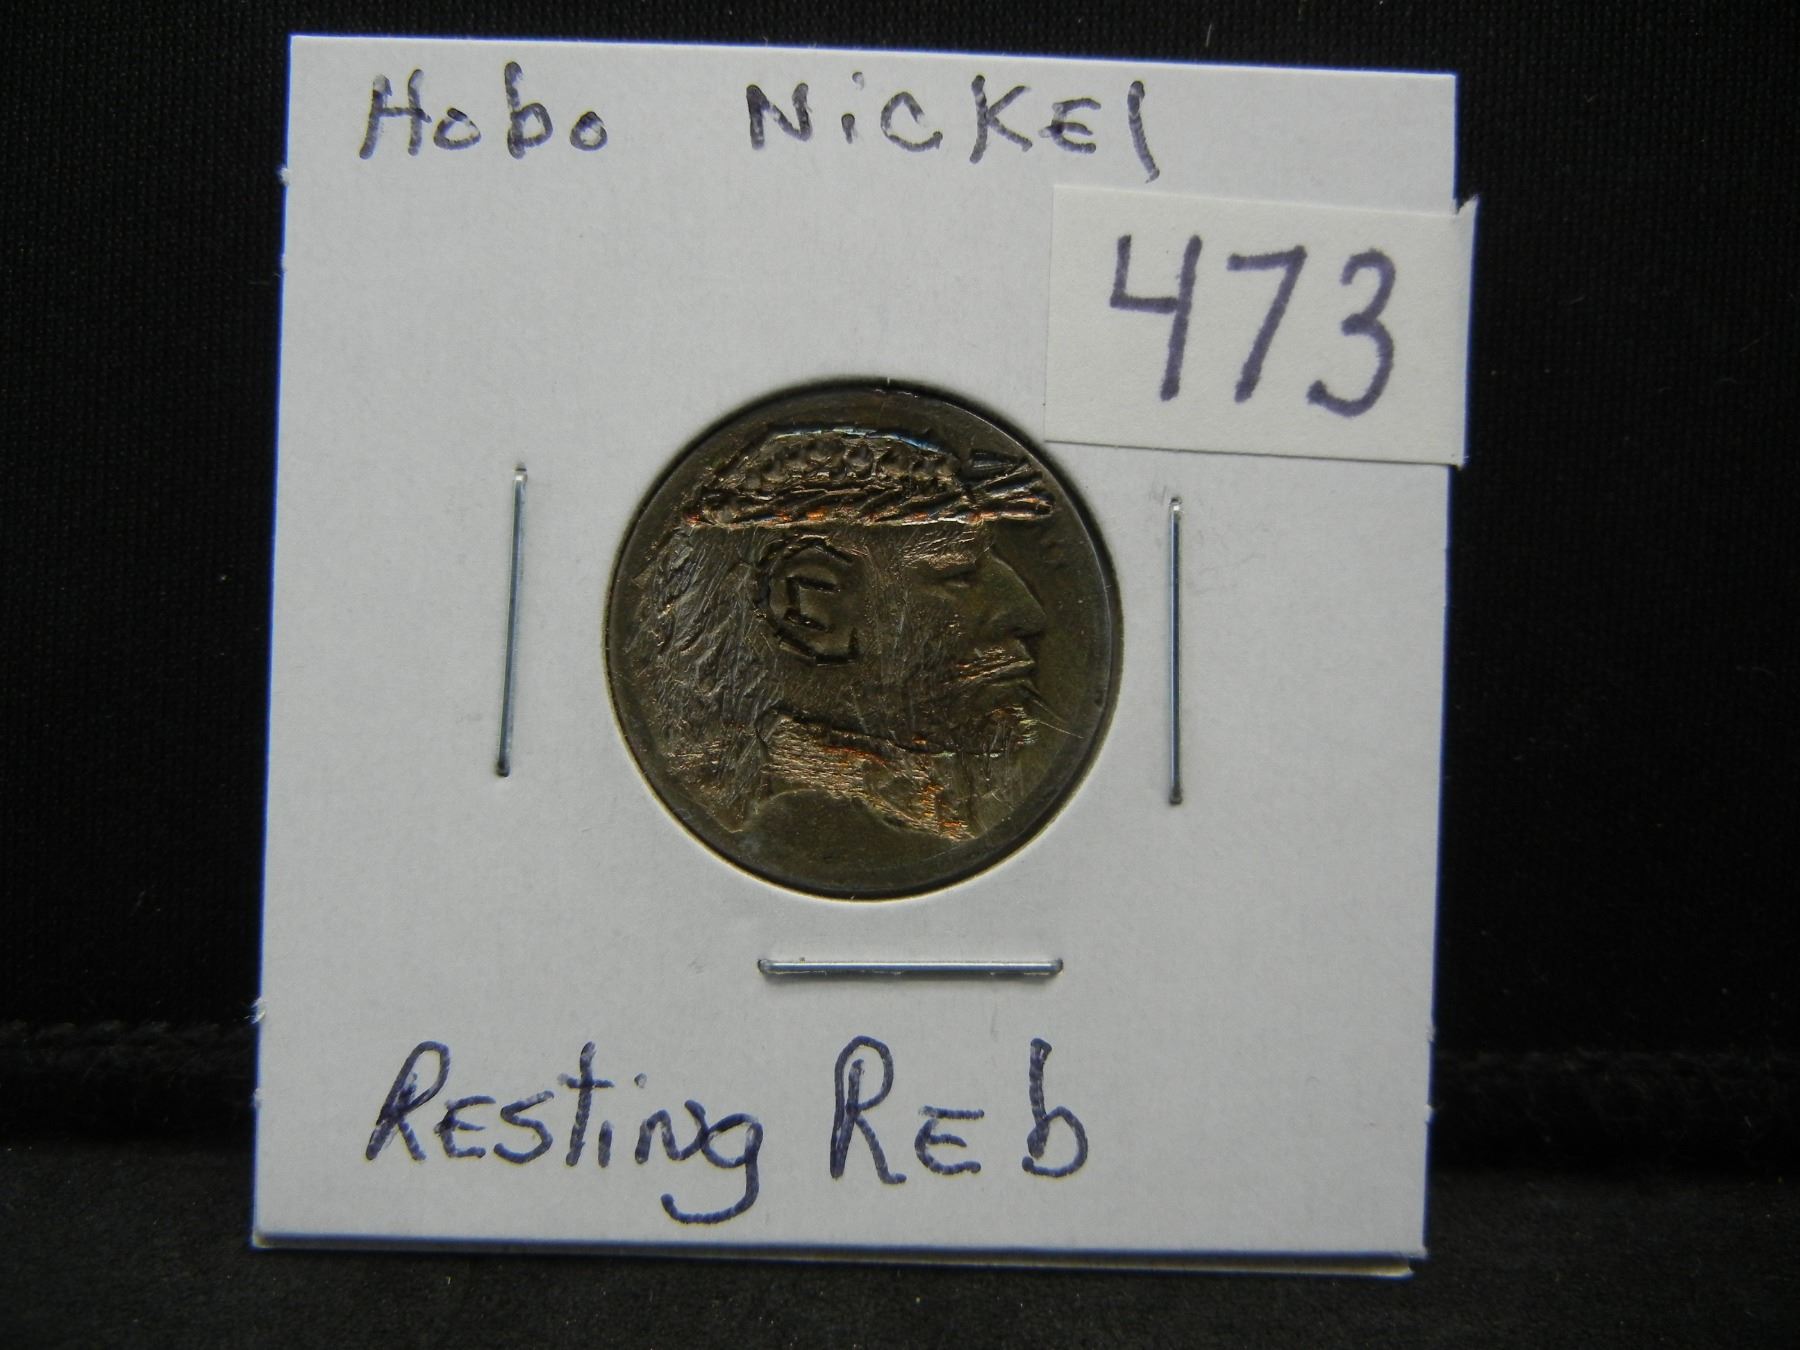 Hobo NiCKEl
473
REsting REb